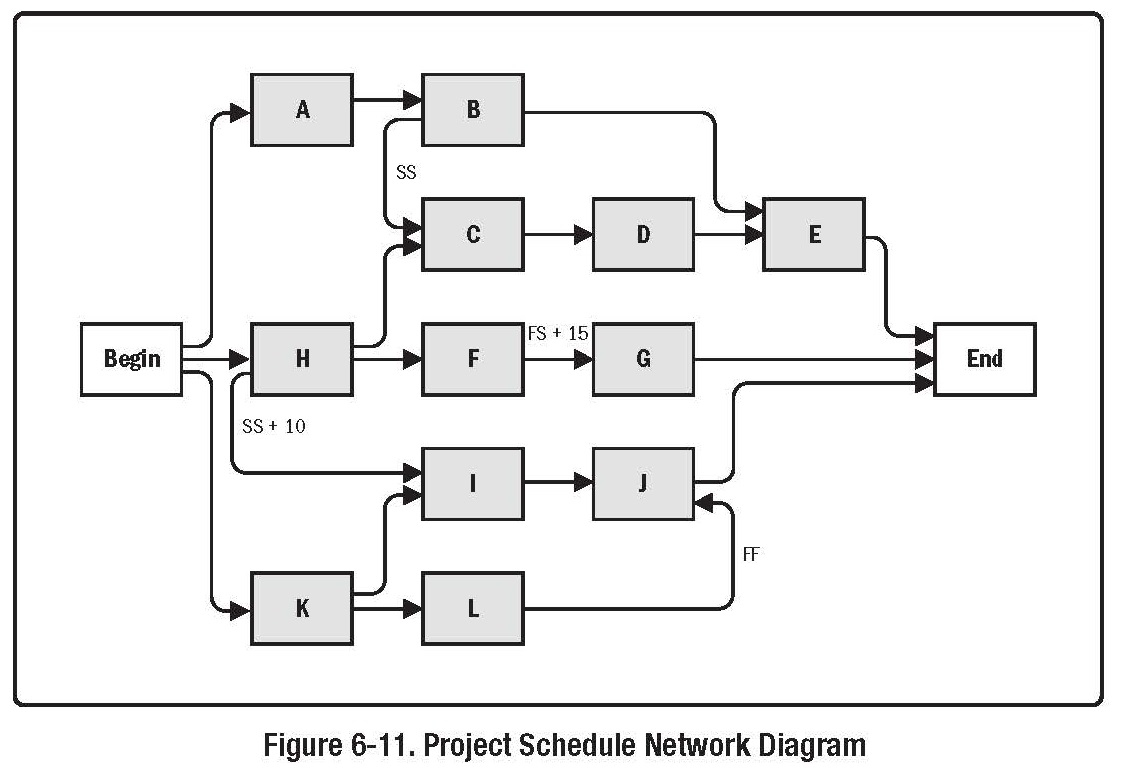 A
B
SS
C
D
E
Begin
H
F
FS + 15
G
End
SS + 10
I
J
FF
K
L
Figure 6-11. Project Schedule Network Diagram